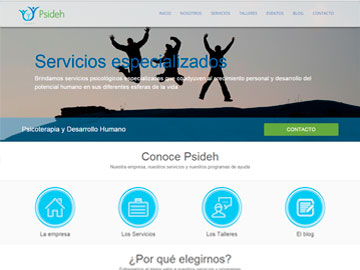 Psideh
INICIO NOSOTROS SERVICIOS TALLERES EVENTOS BLOG CONTACTO
Servicios especializados
Brindamos servicios psicológicos especializados que coadyuven al crecimiento personal y desarrollo del
potencial humano en sus diferentes esferas de la vida
Psicoterapia y Desarrollo Humano
CONTACTO
Conoce Psideh
Nuestra empresa, nuestros servicios y nuestros programas de ayuda
La empresa Los Servicios Los Talleres El blog
¿Por qué elegirnos?